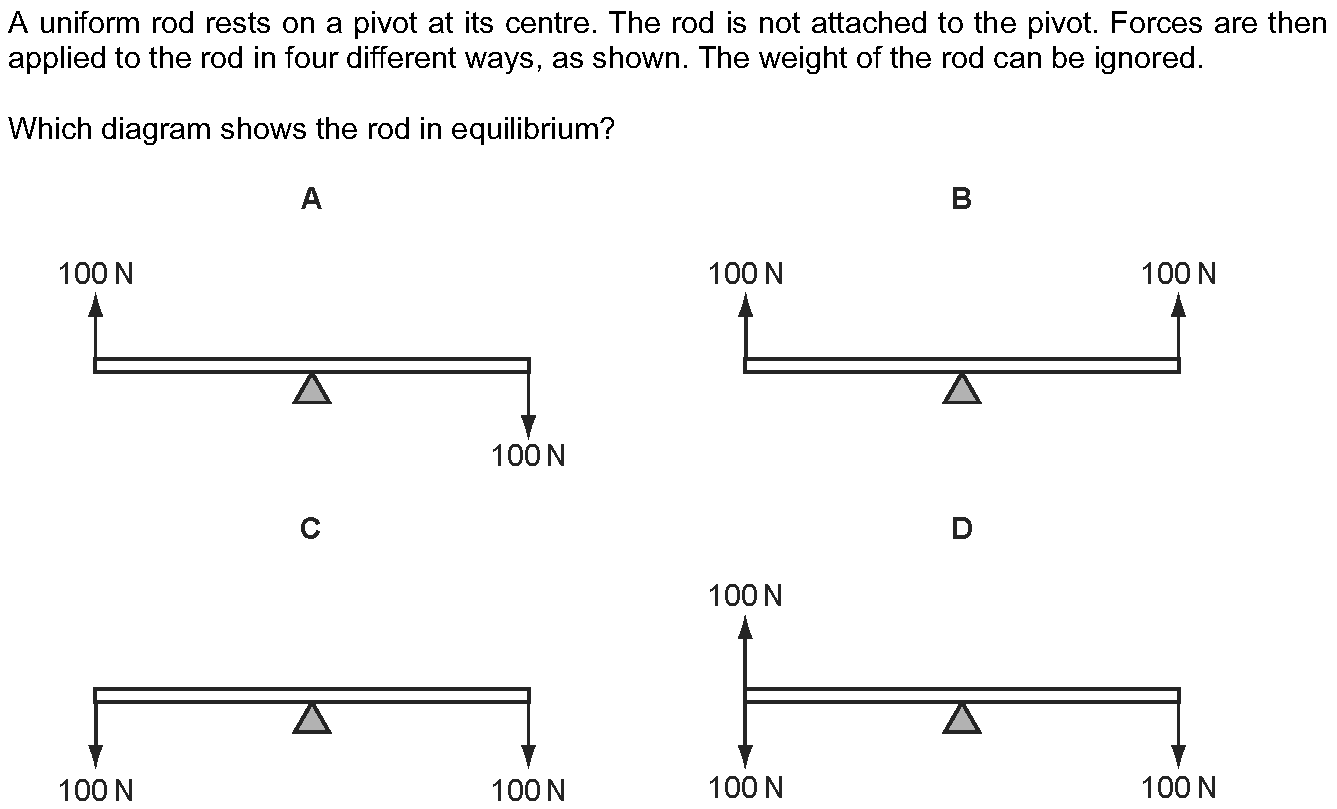 A uniform rod rests on a pivot at its centre. The rod is not attached to the pivot. Forces are then
applied to the rod in four different ways, as shown. The weight of the rod can be ignored.
Which diagram shows the rod in equilibrium?
A
100 N
100 N
B
100 N
100 N
C
100 N
100 N
D
100 N
100 N
100 N